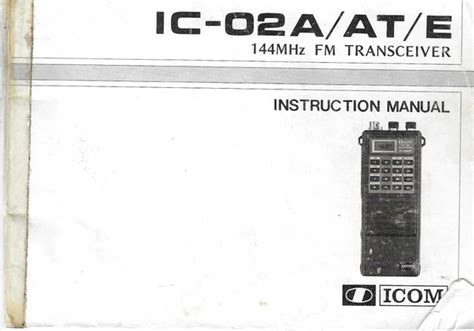 IC-02A/AT/E
144MHz FM TRANSCEIVER
INSTRUCTION MANUAL
ICOM